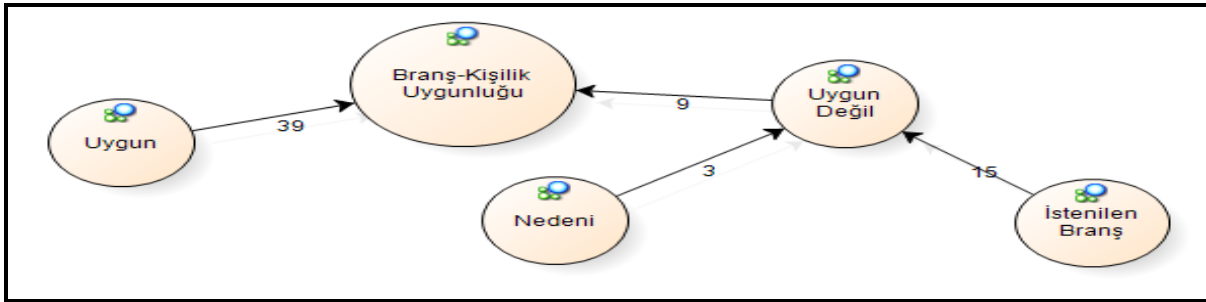 Branş-Kişilik
Uygunluğu
Uygun
Değil
9
39
Uygun
3
15
Nedeni
İstenilen
Branş